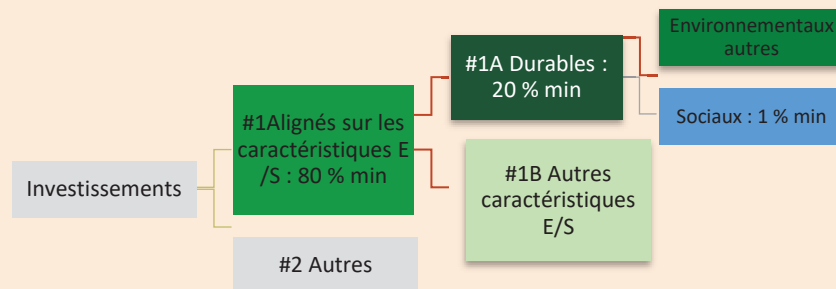 Investissements
#1Alignés sur les
caractéristiques E
/S : 80 % min
#2 Autres
#1A Durables :
20 % min
#1B Autres
caractéristiques
E/S
Environnementaux
autres
Sociaux : 1 % min